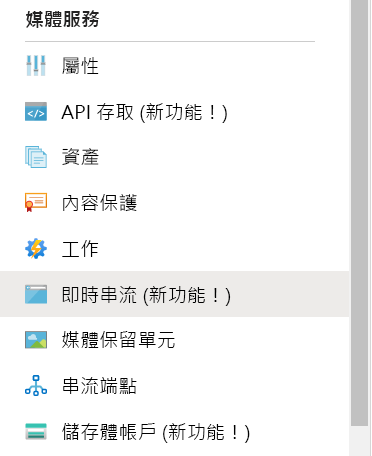 媒體服務
屬性
API 存取 (新功能！)
資產
內容保護
工作
即時串流 (新功能！)
媒體保留單元
串流端點
儲存體帳戶 (新功能！)